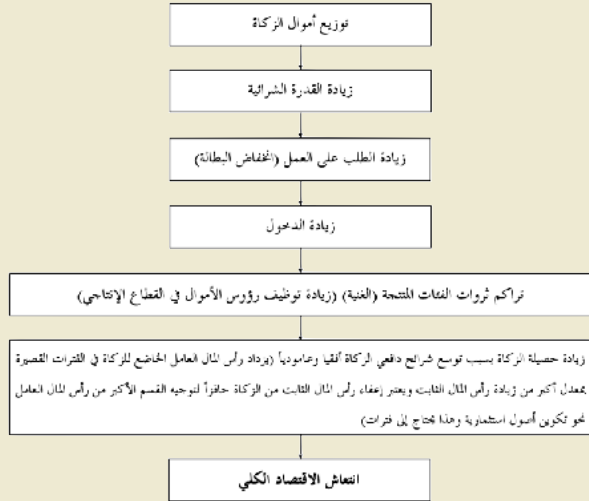 توزيع أموال الزكاة
زيادة القدرة الشرائية
زيادة الطلب على العمل (انخفاض البطالة)
زيادة الدخول
تراكم ثروات الفئات المنتجة (الغنية) (زيادة توظيف رؤوس الأموال في القطاع الإنتاجي)
زيادة حصيلة الزكاة بسبب توسع شرائح دافعي الزكاة أفقيا وعاموديا (يزداد رأس المال العامل الخاضع للزكاة في الفترات القصيرة
بمعدل أكبر من زيادة رأس المال الثابت ويعتبر إعفاء رأس المال الثابت من الزكاة حافزاً لتوجيه القسم الأكبر من رأس المال العامل
نحو تكوين أصول استثمارية وهذا يحتاج إلى فترات)
انتعاش الاقتصاد الكلي